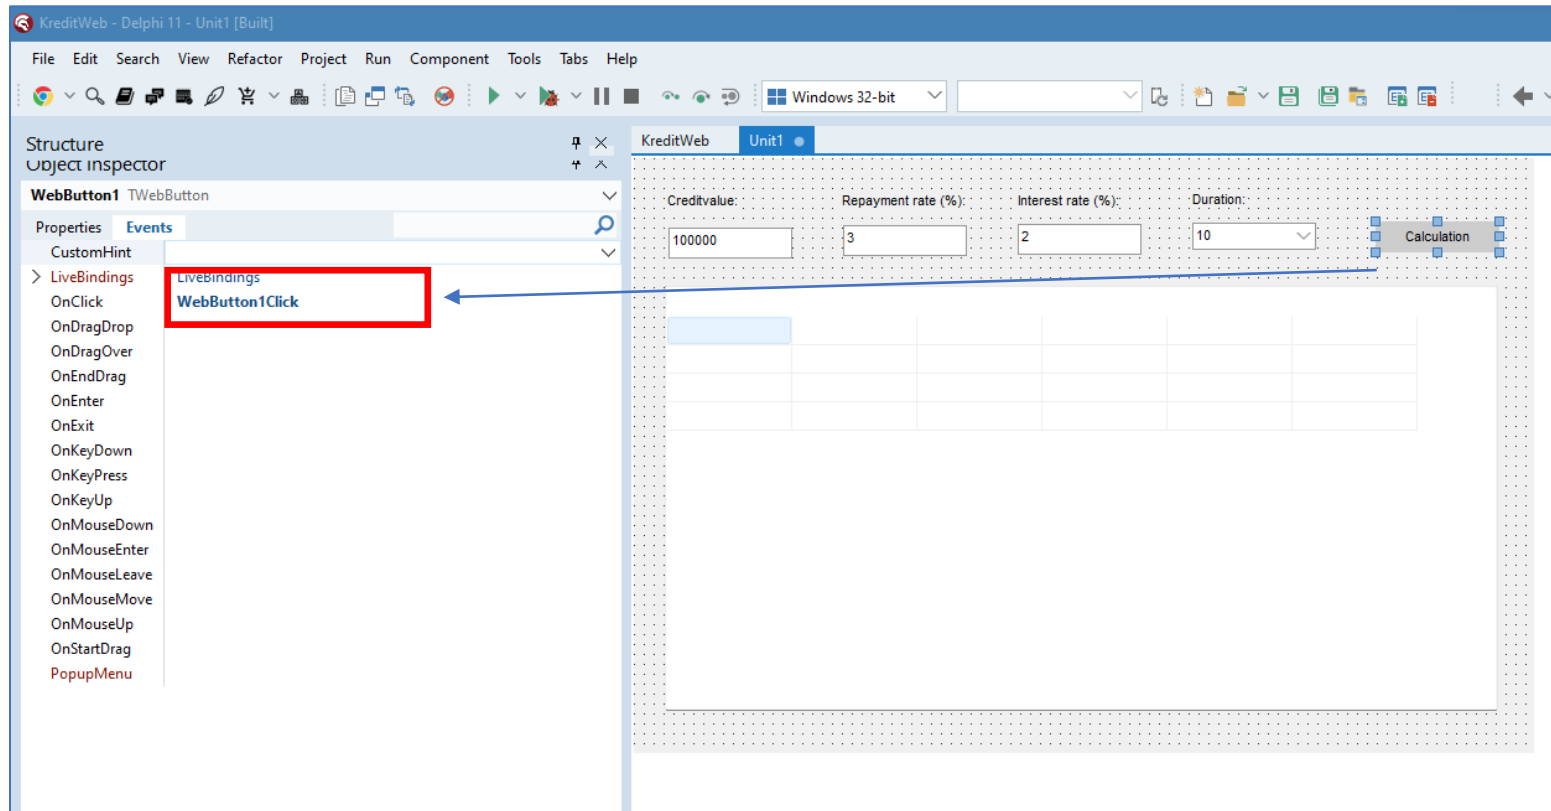 KreditWeb - Delphi 11 - Unit1 [Built]
File Edit Search View Refactor Project Run Component Tools Tabs Help
Windows 32-bit
Structure
Object Inspector
WebButton1 TWebButton
Properties Events
CustomHint
LiveBindings LiveBindings
OnClick WebButton1Click
OnDragDrop
OnDragOver
OnEndDrag
OnEnter
OnExit
OnKeyDown
OnKeyPress
OnKeyUp
OnMouseDown
OnMouseEnter
OnMouseLeave
OnMouseMove
OnMouseUp
OnStartDrag
PopupMenu
KreditWeb Unit1
Creditvalue: Repayment rate (%): Interest rate (%): Duration:
100000 3 2 10 Calculation